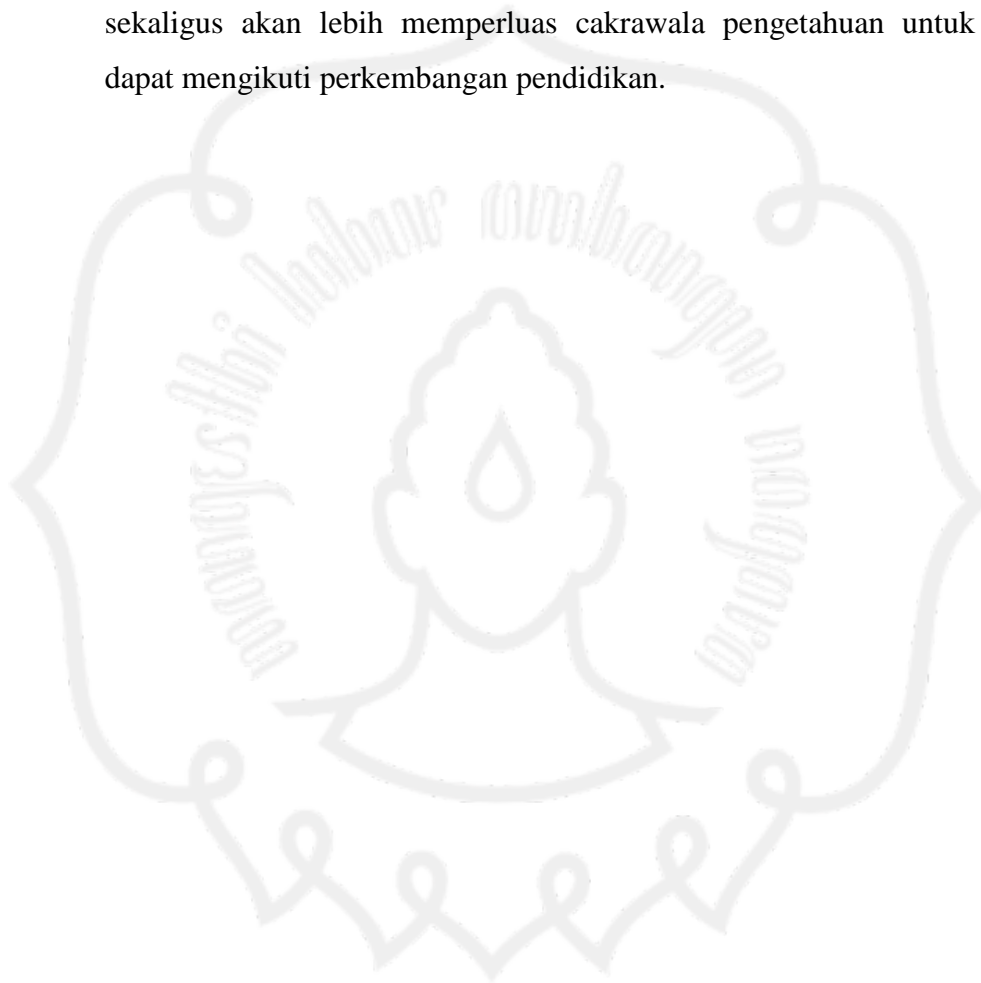 sekaligus akan lebih memperluas cakrawala pengetahuan untuk
dapat mengikuti perkembangan pendidikan.